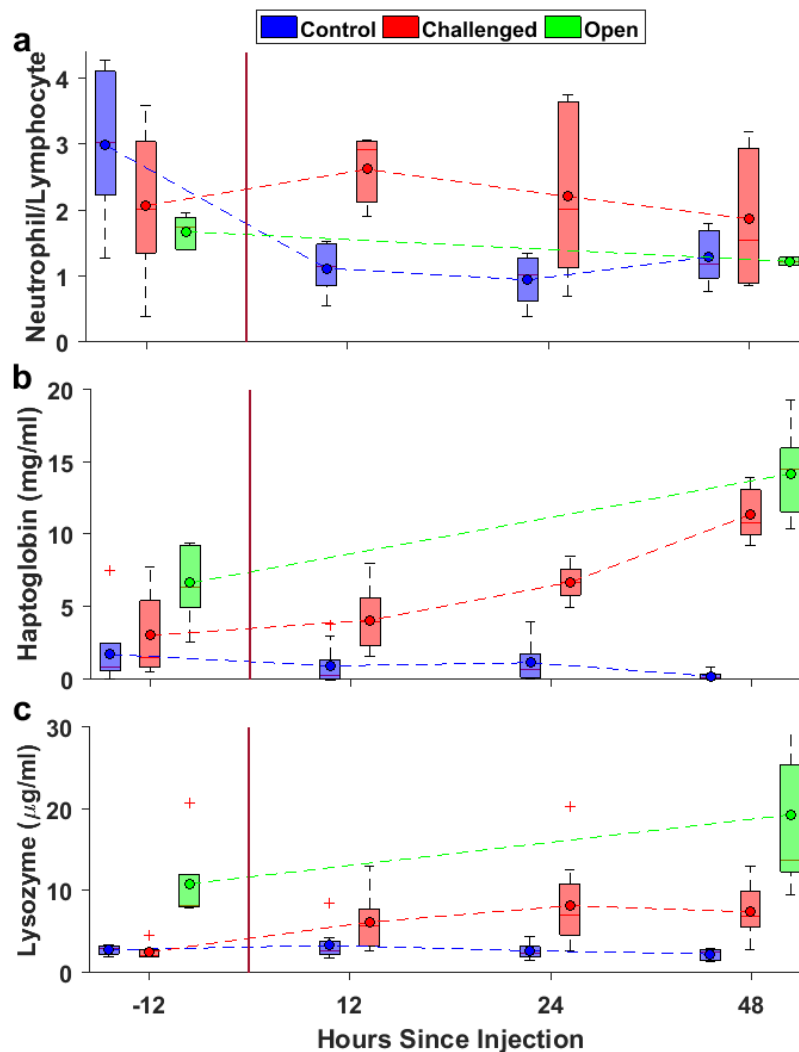 Control Challenged Open
a
Neutrophil/Lymphocyte
4
3
2
1
0
b
Haptoglobin (mg/ml)
20
15
10
5
0
c
Lysozyme (μg/ml)
30
20
10
0
-12 12 24 48
Hours Since Injection